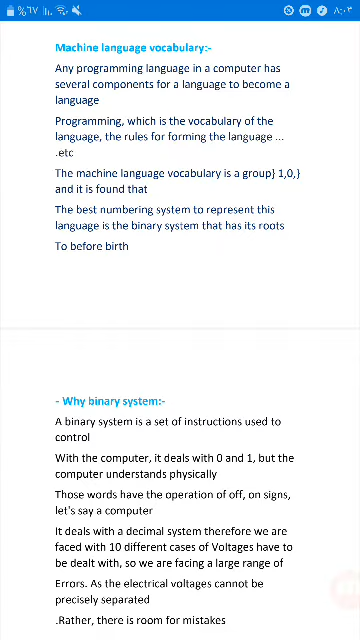 %٦٧
٨:٠٣
Machine language vocabulary:-
Any programming language in a computer has
several components for a language to become a
language
Programming, which is the vocabulary of the
language, the rules for forming the language ...
.etc
The machine language vocabulary is a group} 1,0,}
and it is found that
The best numbering system to represent this
language is the binary system that has its roots
To before birth
- Why binary system:-
A binary system is a set of instructions used to
control
With the computer, it deals with 0 and 1, but the
computer understands physically
Those words have the operation of off, on signs,
let's say a computer
It deals with a decimal system therefore we are
faced with 10 different cases of Voltages have to
be dealt with, so we are facing a large range of
Errors. As the electrical voltages cannot be
precisely separated
.Rather, there is room for mistakes